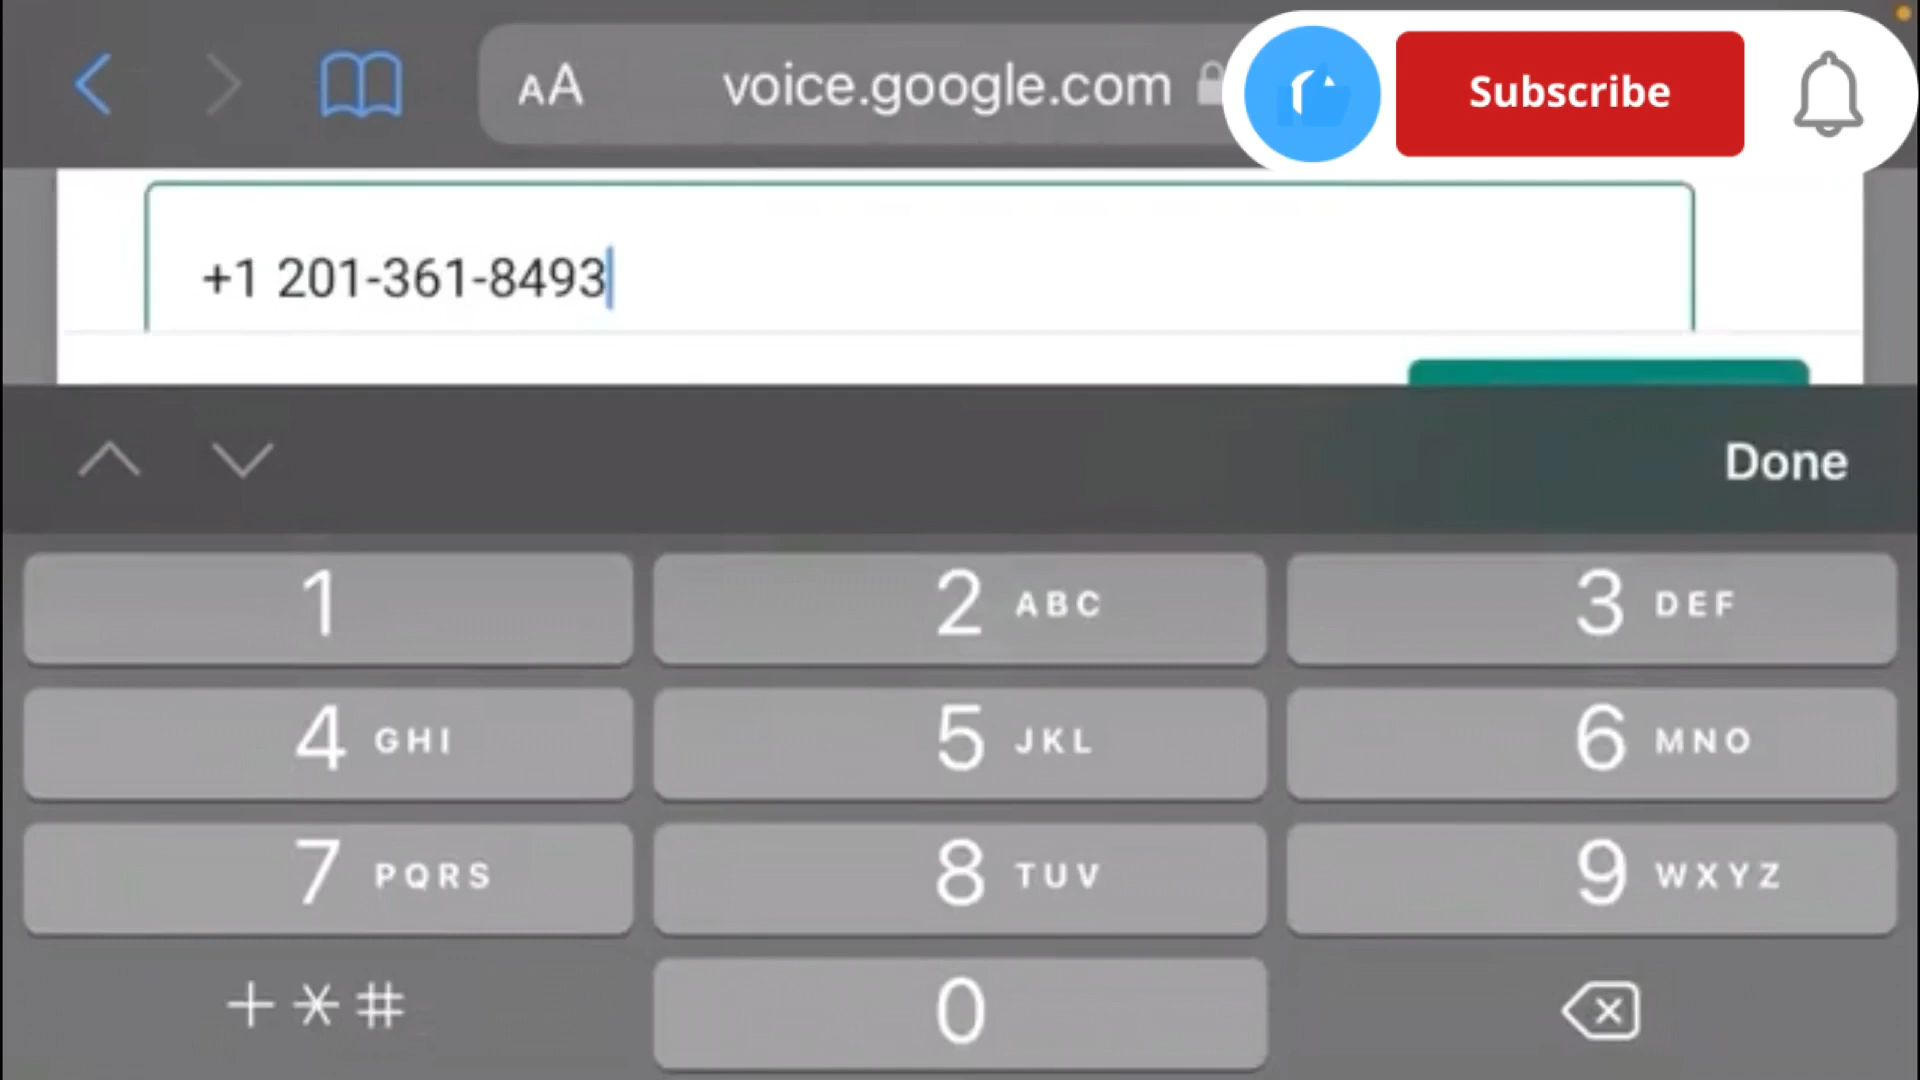 AA voice.google.com Subscribe
+1 201-361-8493
Done
1 2 ABC 3 DEF
4 GHI 5 JKL 6 MNO
7 PQRS 8 TUV 9 WXYZ
+*# 0